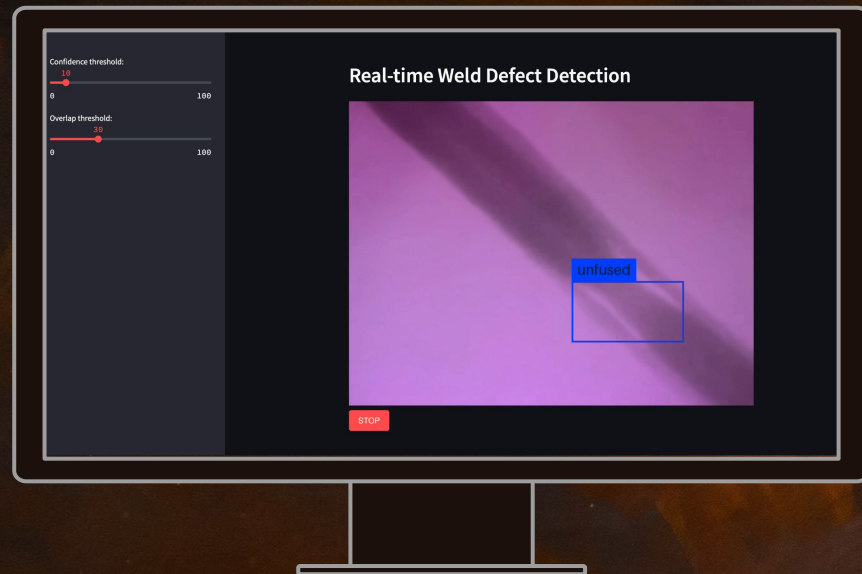 Confidence threshold:
10
0 100
Overlap threshold:
30
0 100
Real-time Weld Defect Detection
unfused
STOP